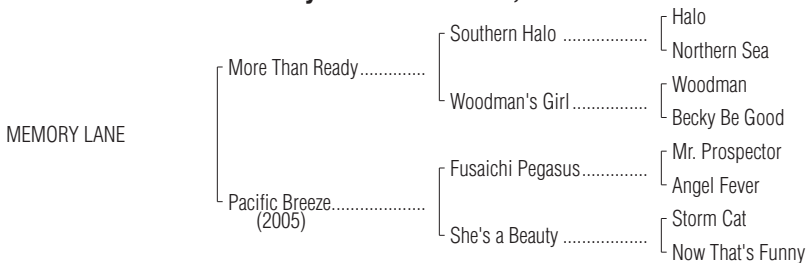 Halo
Southern Halo ..................
Northern Sea
More Than Ready..............
Woodman
Woodman's Girl................
Becky Be Good
MEMORY LANE
Mr. Prospector
Fusaichi Pegasus..............
Angel Fever
Pacific Breeze....................
(2005)
Storm Cat
She's a Beauty ..................
Now That's Funny